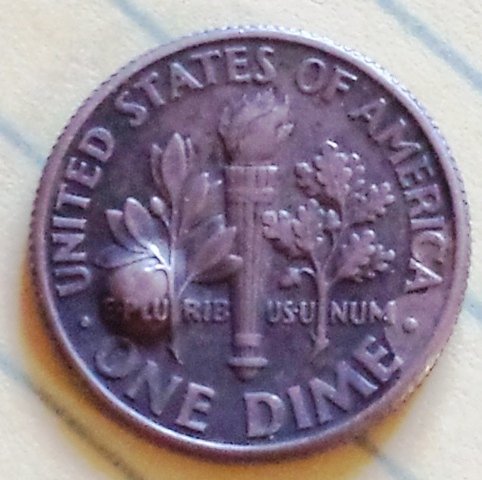 UNITED STATES OF AMERICA
E·PLURIBUS·UNUM
· ONE DIME ·